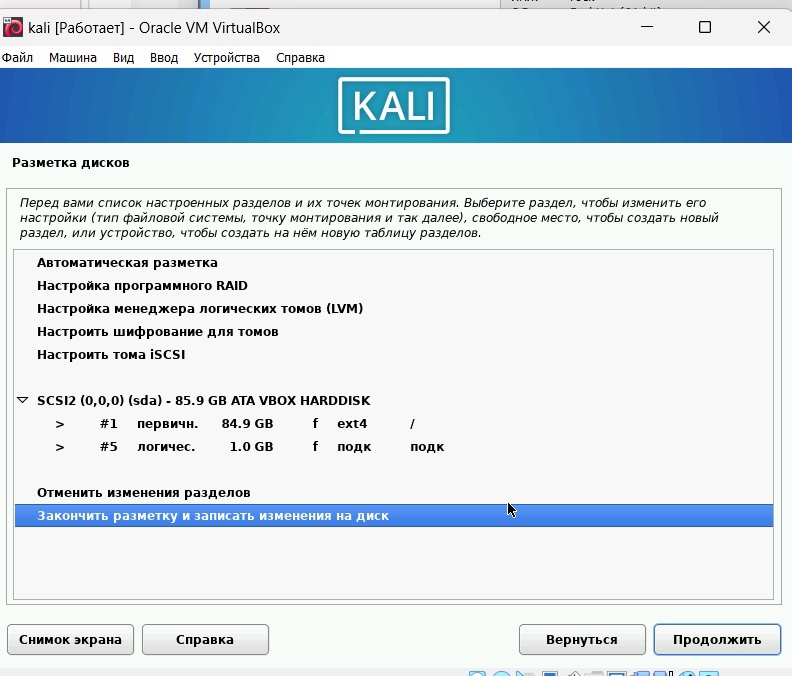 kali [Работает] - Oracle VM VirtualBox
Файл Машина Вид Ввод Устройства Справка
KALI
Разметка дисков
Перед вами список настроенных разделов и их точек монтирования. Выберите раздел, чтобы изменить его
настройки (тип файловой системы, точку монтирования и так далее), свободное место, чтобы создать новый
раздел, или устройство, чтобы создать на нём новую таблицу разделов.
Автоматическая разметка
Настройка программного RAID
Настройка менеджера логических томов (LVM)
Настроить шифрование для томов
Настроить тома iSCSI
SCSI2 (0,0,0) (sda) - 85.9 GB ATA VBOX HARDDISK
> #1 первичн. 84.9 GB f ext4 /
> #5 логичес. 1.0 GB f подк подк
Отменить изменения разделов
Закончить разметку и записать изменения на диск
Снимок экрана Справка Вернуться Продолжить